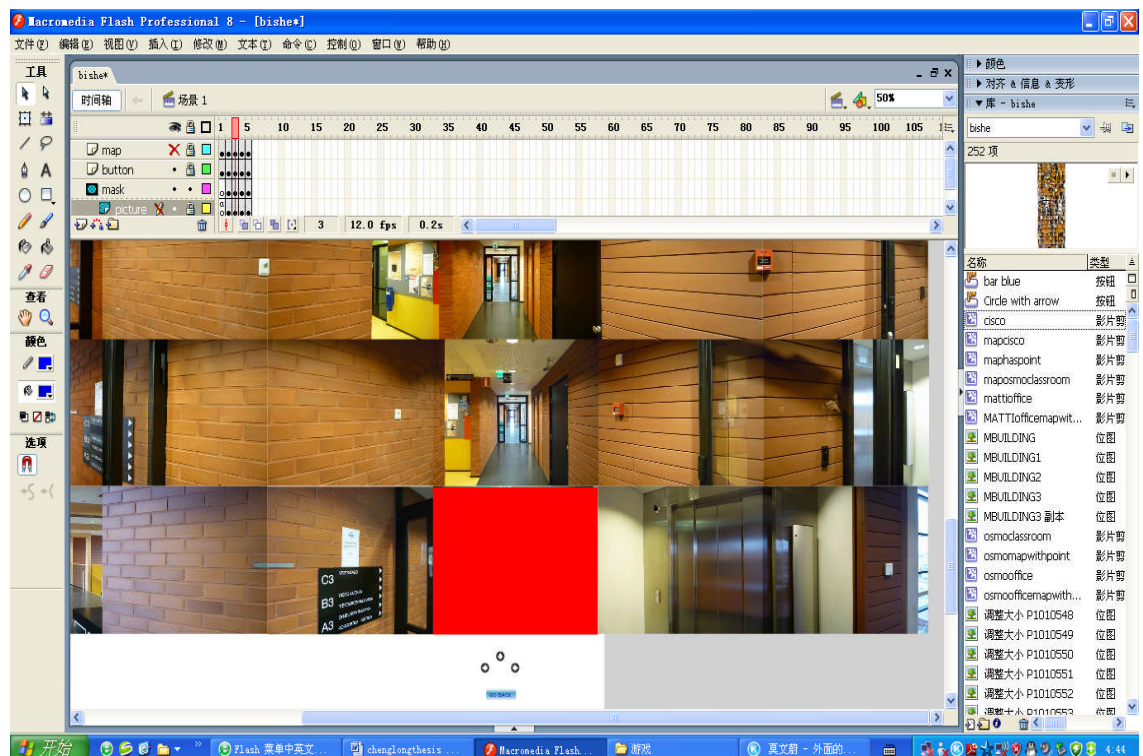 Macromedia Flash Professional 8 - [bishe*]
文件(F) 编辑(E) 视图(V) 插入(I) 修改(M) 文本(T) 命令(C) 控制(O) 窗口(W) 帮助(H)
工具
bishe*
时间轴 场景 1 50%
1 5 10 15 20 25 30 35 40 45 50 55 60 65 70 75 80 85 90 95 100 105
map
button
mask
picture
3 12.0 fps 0.2s
查看
颜色
选项
C3
B3
A3
GO BACK
颜色
对齐 & 信息 & 变形
库 - bishe
bishe
252 项
名称 类型
bar blue 按钮
Circle with arrow 按钮
cisco 影片剪
mapcisco 影片剪
maphaspoint 影片剪
maposmoclassroom 影片剪
mattioffice 影片剪
MATTIofficemapwit... 影片剪
MBUILDING 位图
MBUILDING1 位图
MBUILDING2 位图
MBUILDING3 位图
MBUILDING3 副本 位图
osmoclassroom 影片剪
osmomapwithpoint 影片剪
osmooffice 影片剪
osmoofficemapwith... 影片剪
调整大小 P1010548 位图
调整大小 P1010549 位图
调整大小 P1010550 位图
调整大小 P1010551 位图
调整大小 P1010552 位图
调整大小 P1010553 位图
开始 Flash 菜单中英文... chenglongthesis ... Macromedia Flash... 游戏 莫文蔚 - 外面的... 4:44